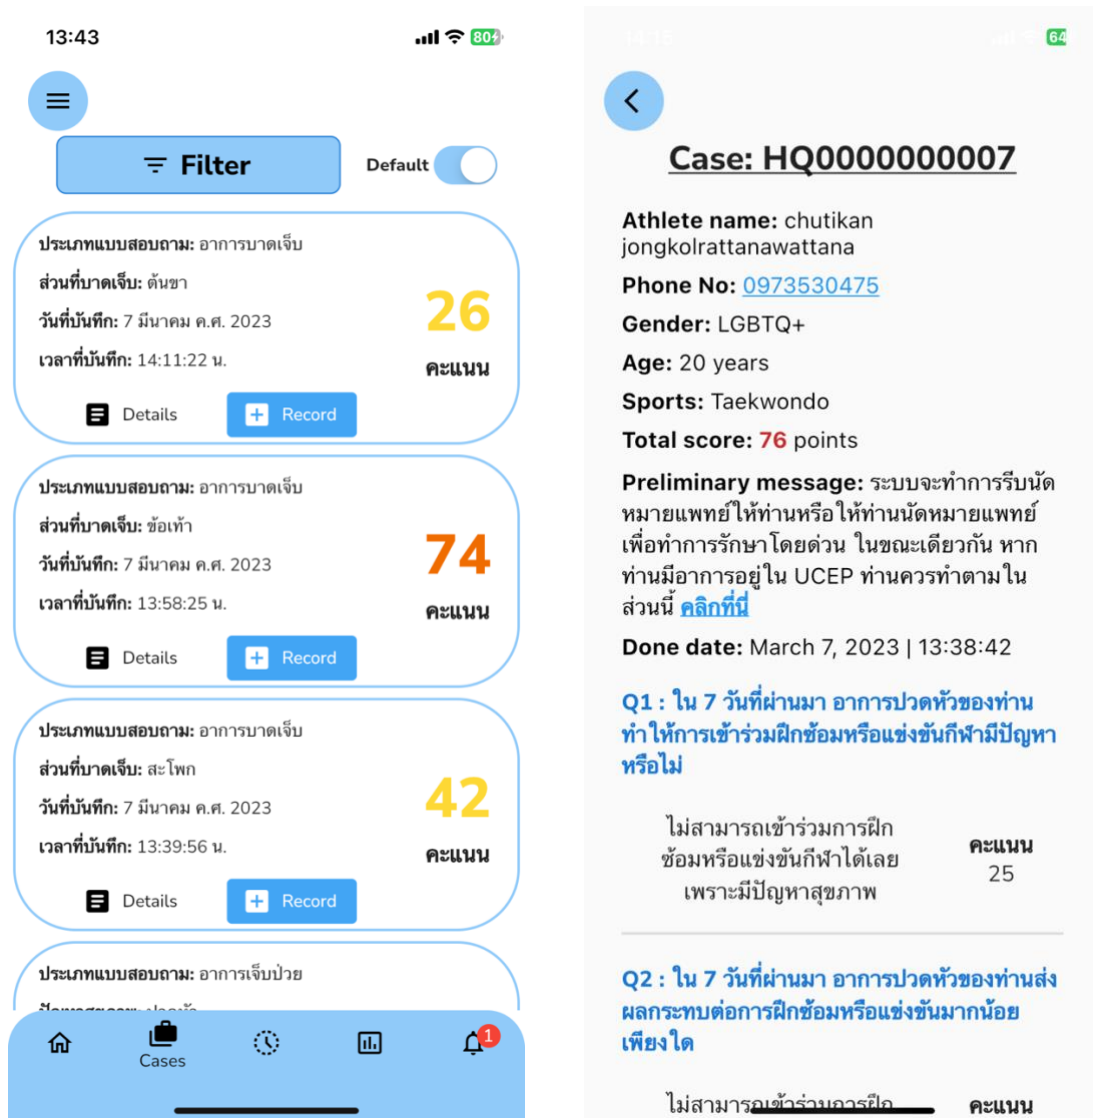 13:43
80
Filter
Default
ประเภทแบบสอบถาม: อาการบาดเจ็บ
ส่วนที่บาดเจ็บ: ต้นขา
วันที่บันทึก: 7 มีนาคม ค.ศ. 2023
เวลาที่บันทึก: 14:11:22 น.
26
คะแนน
Details
Record
ประเภทแบบสอบถาม: อาการบาดเจ็บ
ส่วนที่บาดเจ็บ: ข้อเท้า
วันที่บันทึก: 7 มีนาคม ค.ศ. 2023
เวลาที่บันทึก: 13:58:25 น.
74
คะแนน
Details
Record
ประเภทแบบสอบถาม: อาการบาดเจ็บ
ส่วนที่บาดเจ็บ: สะโพก
วันที่บันทึก: 7 มีนาคม ค.ศ. 2023
เวลาที่บันทึก: 13:39:56 น.
42
คะแนน
Details
Record
ประเภทแบบสอบถาม: อาการเจ็บป่วย
Cases
1
64
Case: HQ0000000007
Athlete name: chutikan
jongkolrattanawattana
Phone No: 0973530475
Gender: LGBTQ+
Age: 20 years
Sports: Taekwondo
Total score: 76 points
Preliminary message: ระบบจะทำการรีบนัด
หมายแพทย์ให้ท่านหรือให้ท่านนัดหมายแพทย์
เพื่อทำการรักษาโดยด่วน ในขณะเดียวกัน หาก
ท่านมีอาการอยู่ใน UCEP ท่านควรทำตามใน
ส่วนนี้ คลิกที่นี่
Done date: March 7, 2023 | 13:38:42
Q1 : ใน 7 วันที่ผ่านมา อาการปวดหัวของท่าน
ทำให้การเข้าร่วมฝึกซ้อมหรือแข่งขันกีฬามีปัญหา
หรือไม่
ไม่สามารถเข้าร่วมการฝึก
ซ้อมหรือแข่งขันกีฬาได้เลย
เพราะมีปัญหาสุขภาพ
คะแนน
25
Q2 : ใน 7 วันที่ผ่านมา อาการปวดหัวของท่านส่ง
ผลกระทบต่อการฝึกซ้อมหรือแข่งขันมากน้อย
เพียงใด
ไม่สามารถเข้าร่วมการฝึก
คะแนน